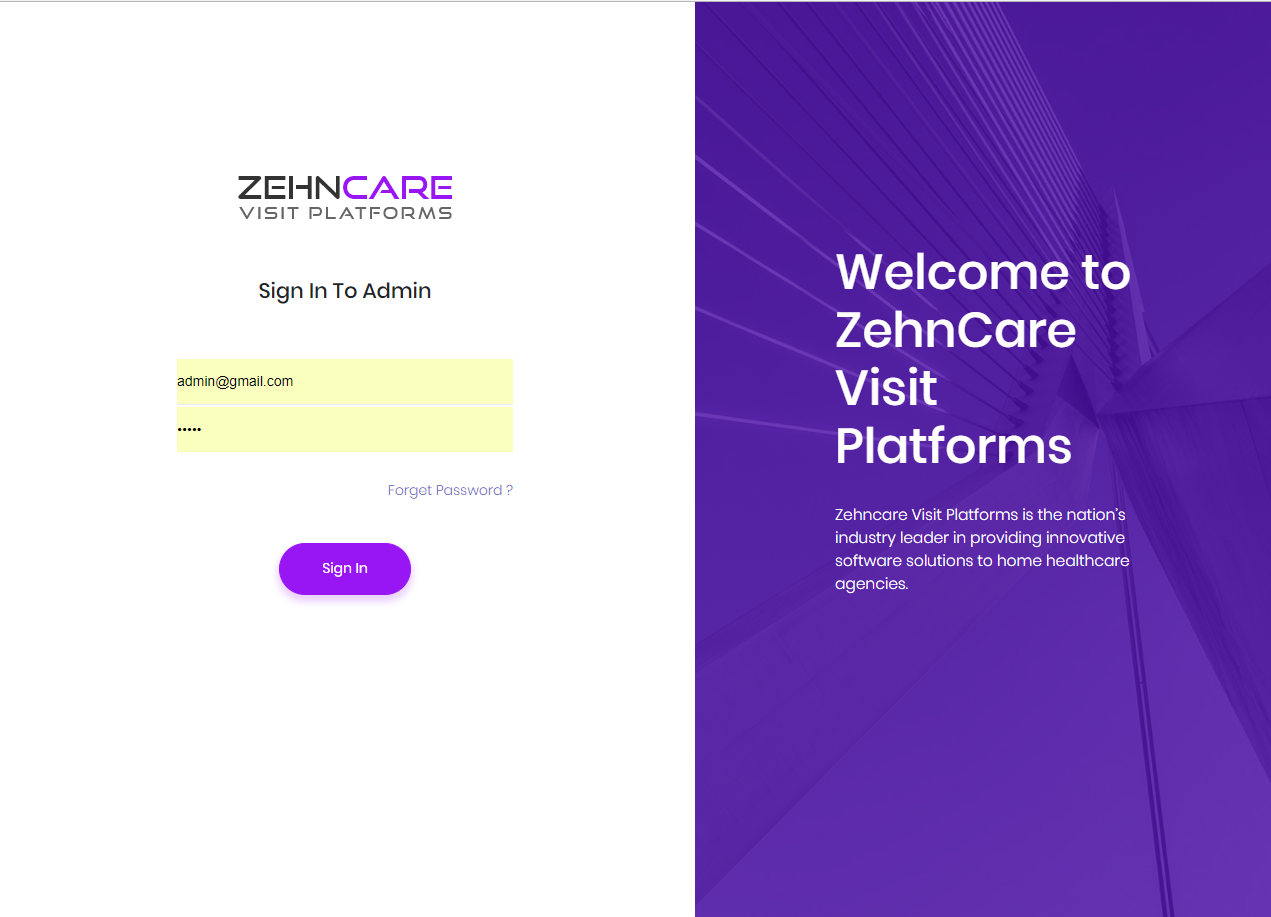 ZEHNCARE
VISIT PLATFORMS
Sign In To Admin
admin@gmail.com
•••••
Forget Password ?
Sign In
Welcome to
ZehnCare
Visit
Platforms
Zehncare Visit Platforms is the nation's
industry leader in providing innovative
software solutions to home healthcare
agencies.